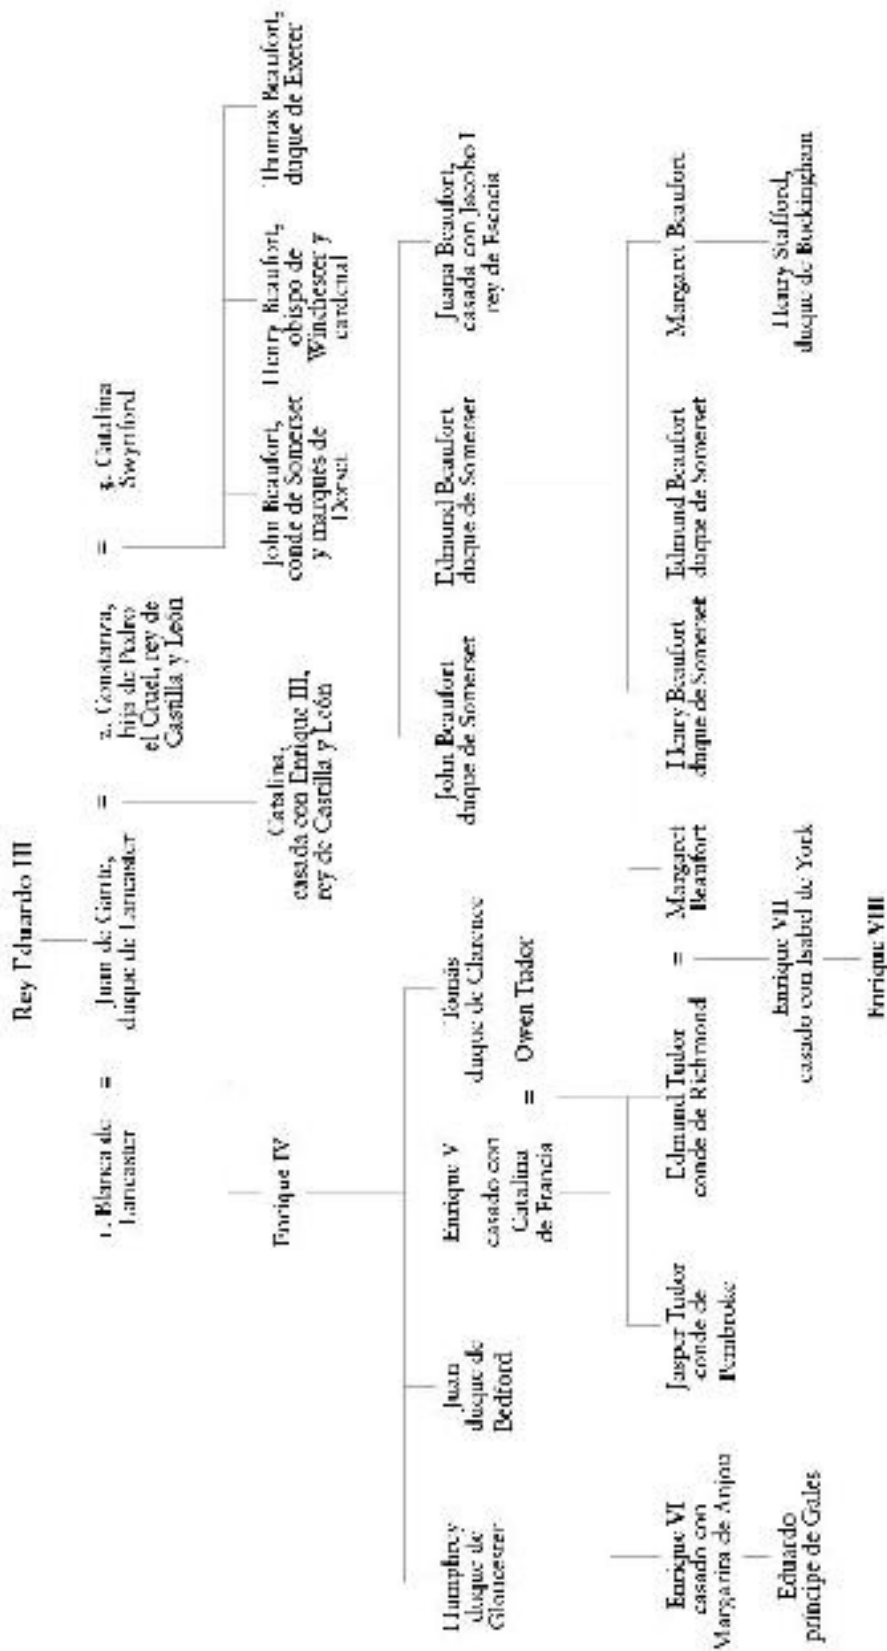 Rey Eduardo III
1. Blanca de
Lancaster
=
Juan de Gante,
duque de Lancaster
=
2. Constanza,
hija de Pedro
el Cruel, rey de
Castilla y León
=
3. Catalina
Swynford
Enrique IV
Catalina,
casada con Enrique III,
rey de Castilla y León
John Beaufort,
conde de Somerset
y marqués de
Dorset
Henry Beaufort,
obispo de
Winchester y
cardenal
Thomas Beaufort,
duque de Exeter
Humphrey
duque de
Gloucester
Juan
duque de
Bedford
Enrique V
casado con
Catalina
de Francia
=
Owen Tudor
Tomás
duque de Clarence
John Beaufort
duque de Somerset
Edmund Beaufort
duque de Somerset
Juana Beaufort,
casada con Jacobo I
rey de Escocia
Enrique VI
casado con
Margarita de Anjou
Jasper Tudor
conde de
Pembroke
Edmund Tudor
conde de Richmond
=
Margaret
Beaufort
Henry Beaufort
duque de Somerset
Edmund Beaufort
duque de Somerset
Margaret Beaufort
Eduardo
príncipe de Gales
Enrique VII
casado con Isabel de York
Henry Stafford,
duque de Buckingham
Enrique VIII